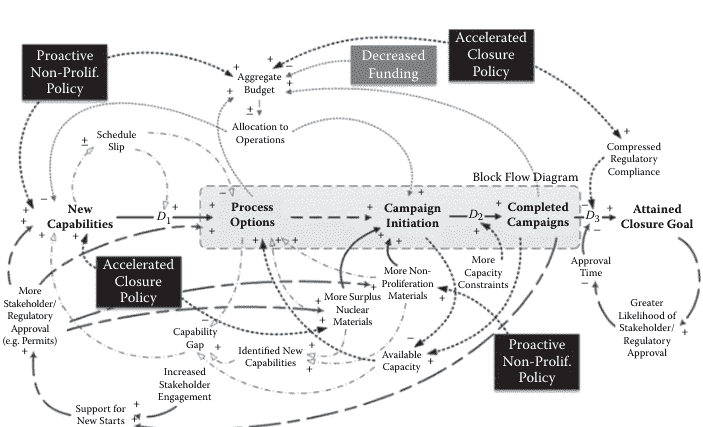 Proactive
Non-Prolif.
Policy
Aggregate
Budget
Decreased
Funding
Accelerated
Closure
Policy
Schedule
Slip
Allocation to
Operations
Compressed
Regulatory
Compliance
Block Flow Diagram
New
Capabilities
D1
Process
Options
Campaign
Initiation
D2
Completed
Campaigns
D3
Attained
Closure Goal
Accelerated
Closure
Policy
More
Stakeholder/
Regulatory
Approval
(e.g. Permits)
More Surplus
Nuclear
Materials
More Non-
Proliferation
Materials
More
Capacity
Constraints
Approval
Time
Greater
Likelihood of
Stakeholder/
Regulatory
Approval
Capability
Gap
Identified New
Capabilities
Available
Capacity
Proactive
Non-Prolif.
Policy
Increased
Stakeholder
Engagement
Support for
New Starts